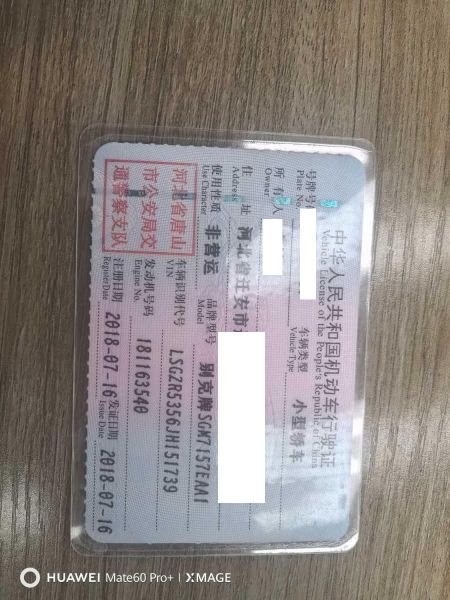 中华人民共和国机动车行驶证
Vehicle License of the People's Republic of China
号牌号
Plate No.
车辆类型
Vehicle Type
小型轿车
所有人
Owner
住址
Address
河北省迁安市
使用性质
Use Character
非营运
品牌型号
Model
别克牌SGM7157EAA1
河北省唐山
市公安局交
通警察支队
车辆识别代号
VIN
LSGZR5356JH151739
发动机号码
Engine No.
181163540
注册日期
Register Date
2018-07-16
发证日期
Issue Date
2018-07-16
HUAWEI Mate60 Pro+ | XMAGE